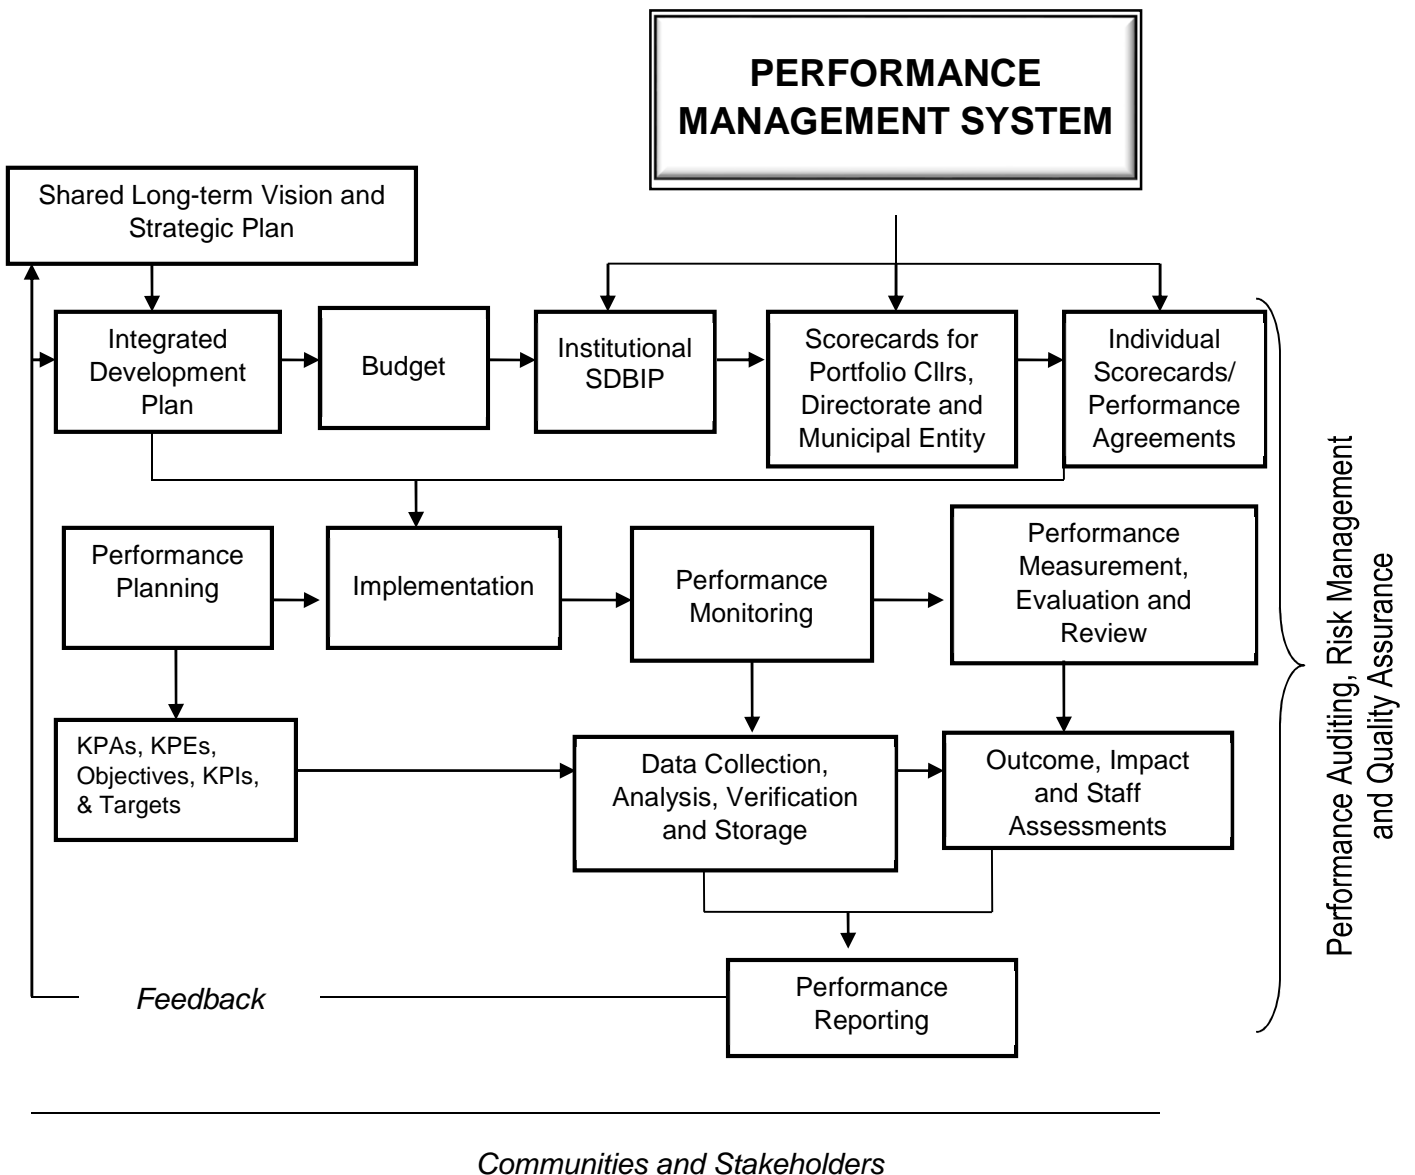 PERFORMANCE
MANAGEMENT SYSTEM
Shared Long-term Vision and
Strategic Plan
Integrated
Development
Plan
Budget
Institutional
SDBIP
Scorecards for
Portfolio Cllrs,
Directorate and
Municipal Entity
Individual
Scorecards/
Performance
Agreements
Performance
Planning
Implementation
Performance
Monitoring
Performance
Measurement,
Evaluation and
Review
KPAs, KPEs,
Objectives, KPIs,
& Targets
Data Collection,
Analysis, Verification
and Storage
Outcome, Impact
and Staff
Assessments
Performance Auditing, Risk Management
and Quality Assurance
Feedback
Performance
Reporting
Communities and Stakeholders